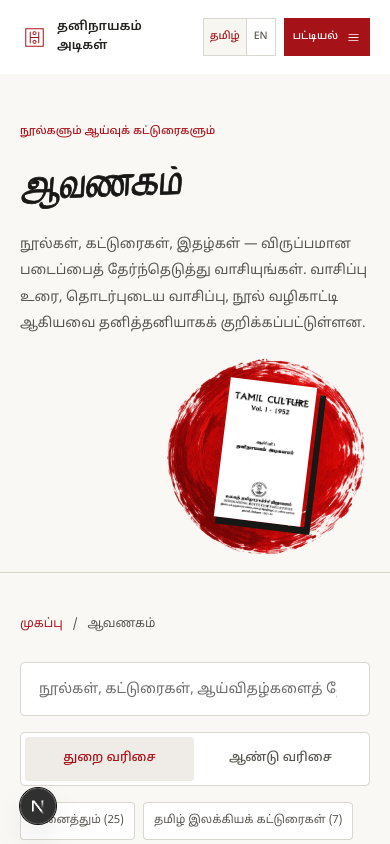 தனிநாயகம்
அடிகள்
தமிழ்
EN
பட்டியல்
நூல்களும் ஆய்வுக் கட்டுரைகளும்
ஆவணகம்
நூல்கள், கட்டுரைகள், இதழ்கள் — விருப்பமான
படைப்பைத் தேர்ந்தெடுத்து வாசியுங்கள். வாசிப்பு
உரை, தொடர்புடைய வாசிப்பு, நூல் வழிகாட்டி
ஆகியவை தனித்தனியாகக் குறிக்கப்பட்டுள்ளன.
TAMIL CULTURE
Vol. 1 - 1952
தனிநாயகம் அடிகளார்
முகப்பு / ஆவணகம்
நூல்கள், கட்டுரைகள், ஆய்விதழ்களைத்
துறை வரிசை
ஆண்டு வரிசை
N
(25)
தமிழ் இலக்கியக் கட்டுரைகள் (7)